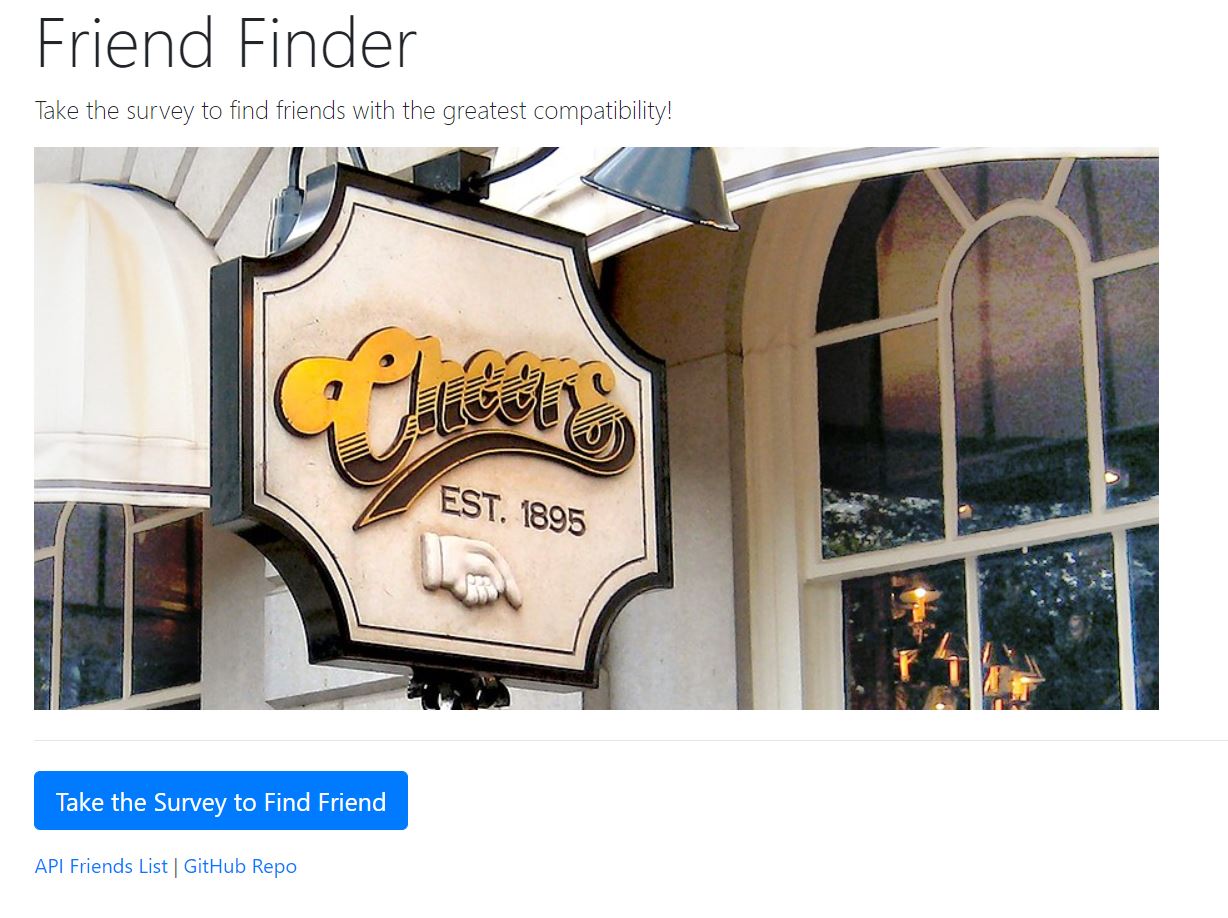 Friend Finder
Take the survey to find friends with the greatest compatibility!
Cheers
EST. 1895
Take the Survey to Find Friend
API Friends List | GitHub Repo